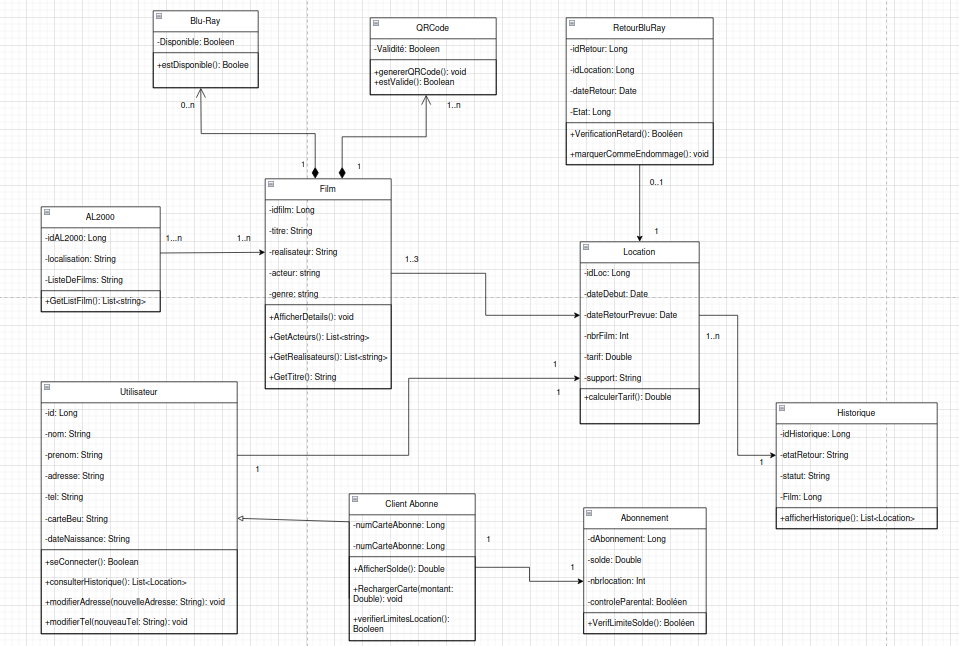 Blu-Ray
-Disponible: Booleen
+estDisponible(): Boolee
QRCode
-Validité: Booleen
+genererQRCode(): void
+estValide(): Boolean
RetourBluRay
-idRetour: Long
-idLocation: Long
-dateRetour: Date
-Etat: Long
+VerificationRetard(): Booléen
+marquerCommeEndommage(): void
0..n
1..n
1
1
0..1
1
AL2000
-idAL2000: Long
-localisation: String
-ListeDeFilms: String
+GetListFilm(): List<string>
1...n
1..n
Film
-idfilm: Long
-titre: String
-realisateur: String
-acteur: string
-genre: string
+AfficherDetails(): void
+GetActeurs(): List<string>
+GetRealisateurs(): List<string>
+GetTitre(): String
1..3
1
1
Location
-idLoc: Long
-dateDebut: Date
-dateRetourPrevue: Date
-nbrFilm: Int
-tarif: Double
-support: String
+calculerTarif(): Double
1..n
1
Utilisateur
-id: Long
-nom: String
-prenom: String
-adresse: String
-tel: String
-carteBeu: String
-dateNaissance: String
+seConnecter(): Boolean
+consulterHistorique(): List<Location>
+modifierAdresse(nouvelleAdresse: String): void
+modifierTel(nouveauTel: String): void
1
Historique
-idHistorique: Long
-etatRetour: String
-statut: String
-Film: Long
+afficherHistorique(): List<Location>
Client Abonne
-numCarteAbonne: Long
-numCarteAbonne: Long
+AfficherSolde(): Double
+RechargerCarte(montant:
Double): void
+verifierLimitesLocation():
Booleen
1
1
Abonnement
-dAbonnement: Long
-solde: Double
-nbrlocation: Int
-controleParental: Booléen
+VerifLimiteSolde(): Booléen